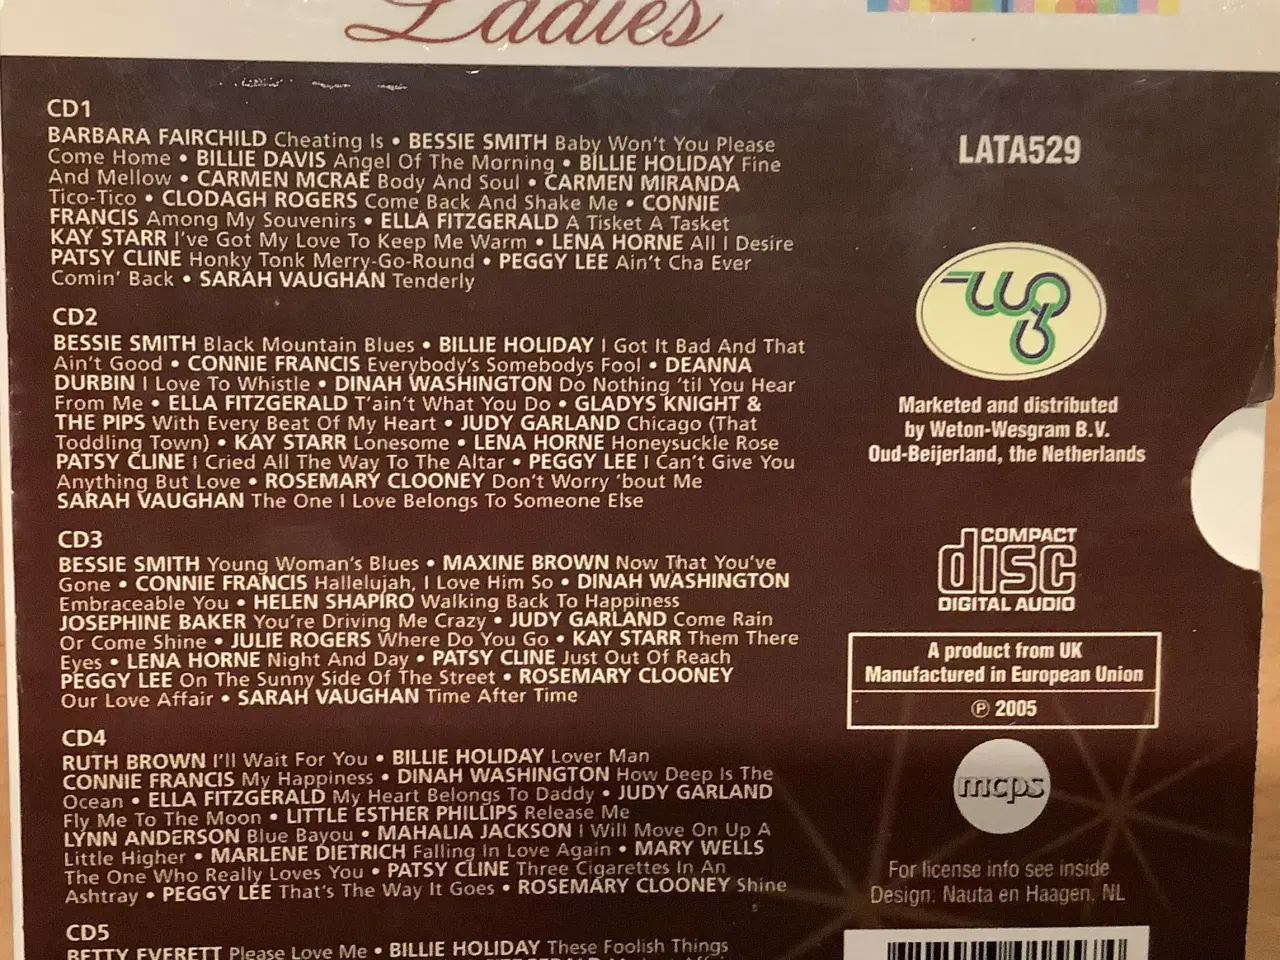 Ladies
CD1
BARBARA FAIRCHILD Cheating Is • BESSIE SMITH Baby Won't You Please
Come Home • BILLIE DAVIS Angel Of The Morning • BILLIE HOLIDAY Fine
And Mellow • CARMEN MCRAE Body And Soul • CARMEN MIRANDA
Tico-Tico • CLODAGH ROGERS Come Back And Shake Me • CONNIE
FRANCIS Among My Souvenirs • ELLA FITZGERALD A Tisket A Tasket
KAY STARR I've Got My Love To Keep Me Warm • LENA HORNE All I Desire
PATSY CLINE Honky Tonk Merry-Go-Round • PEGGY LEE Ain't Cha Ever
Comin' Back • SARAH VAUGHAN Tenderly
CD2
BESSIE SMITH Black Mountain Blues • BILLIE HOLIDAY I Got It Bad And That
Ain't Good • CONNIE FRANCIS Everybody's Somebodys Fool • DEANNA
DURBIN I Love To Whistle • DINAH WASHINGTON Do Nothing 'til You Hear
From Me • ELLA FITZGERALD T'ain't What You Do • GLADYS KNIGHT &
THE PIPS With Every Beat Of My Heart • JUDY GARLAND Chicago (That
Toddling Town) • KAY STARR Lonesome • LENA HORNE Honeysuckle Rose
PATSY CLINE I Cried All The Way To The Altar • PEGGY LEE I Can't Give You
Anything But Love • ROSEMARY CLOONEY Don't Worry 'bout Me
SARAH VAUGHAN The One I Love Belongs To Someone Else
CD3
BESSIE SMITH Young Woman's Blues • MAXINE BROWN Now That You've
Gone • CONNIE FRANCIS Hallelujah, I Love Him So • DINAH WASHINGTON
Embraceable You • HELEN SHAPIRO Walking Back To Happiness
JOSEPHINE BAKER You're Driving Me Crazy • JUDY GARLAND Come Rain
Or Come Shine • JULIE ROGERS Where Do You Go • KAY STARR Them There
Eyes • LENA HORNE Night And Day • PATSY CLINE Just Out Of Reach
PEGGY LEE On The Sunny Side Of The Street • ROSEMARY CLOONEY
Our Love Affair • SARAH VAUGHAN Time After Time
CD4
RUTH BROWN I'll Wait For You • BILLIE HOLIDAY Lover Man
CONNIE FRANCIS My Happiness • DINAH WASHINGTON How Deep Is The
Ocean • ELLA FITZGERALD My Heart Belongs To Daddy • JUDY GARLAND
Fly Me To The Moon • LITTLE ESTHER PHILLIPS Release Me
LYNN ANDERSON Blue Bayou • MAHALIA JACKSON I Will Move On Up A
Little Higher • MARLENE DIETRICH Falling In Love Again • MARY WELLS
The One Who Really Loves You • PATSY CLINE Three Cigarettes In An
Ashtray • PEGGY LEE That's The Way It Goes • ROSEMARY CLOONEY Shine
CD5
BETTY EVERETT Please Love Me • BILLIE HOLIDAY These Foolish Things
LATA529
Marketed and distributed
by Weton-Wesgram B.V.
Oud-Beijerland, the Netherlands
COMPACT
disc
DIGITAL AUDIO
A product from UK
Manufactured in European Union
℗ 2005
mcps
For license info see inside
Design: Nauta en Haagen, NL